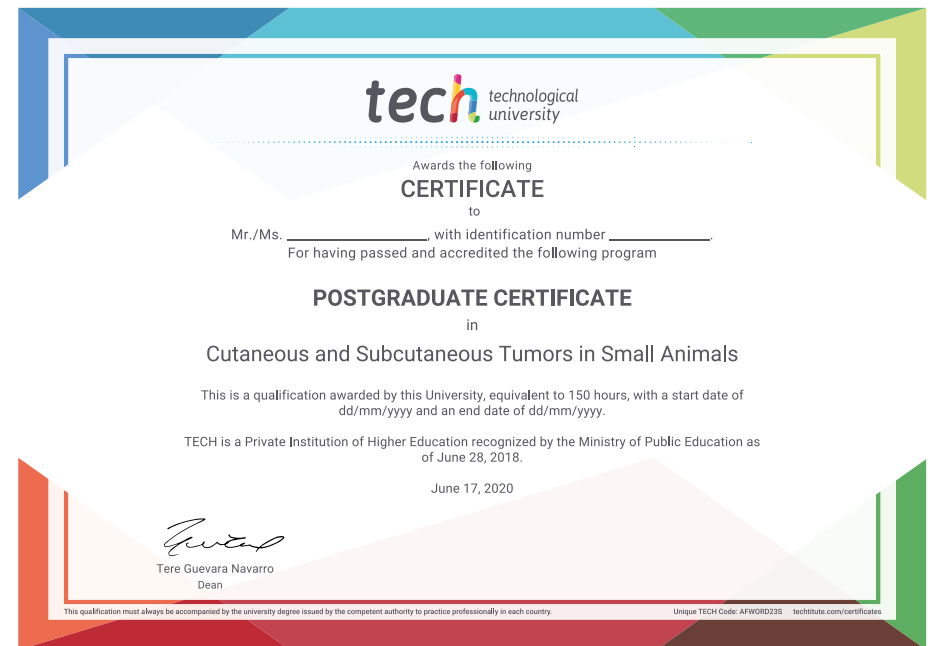 tech technological
university
Awards the following
CERTIFICATE
to
Mr./Ms. ____________________, with identification number ______________.
For having passed and accredited the following program
POSTGRADUATE CERTIFICATE
in
Cutaneous and Subcutaneous Tumors in Small Animals
This is a qualification awarded by this University, equivalent to 150 hours, with a start date of
dd/mm/yyyy and an end date of dd/mm/yyyy.
TECH is a Private Institution of Higher Education recognized by the Ministry of Public Education as
of June 28, 2018.
June 17, 2020
Tere Guevara Navarro
Dean
This qualification must always be accompanied by the university degree issued by the competent authority to practice professionally in each country.
Unique TECH Code: AFWORD23S techtitute.com/certificates